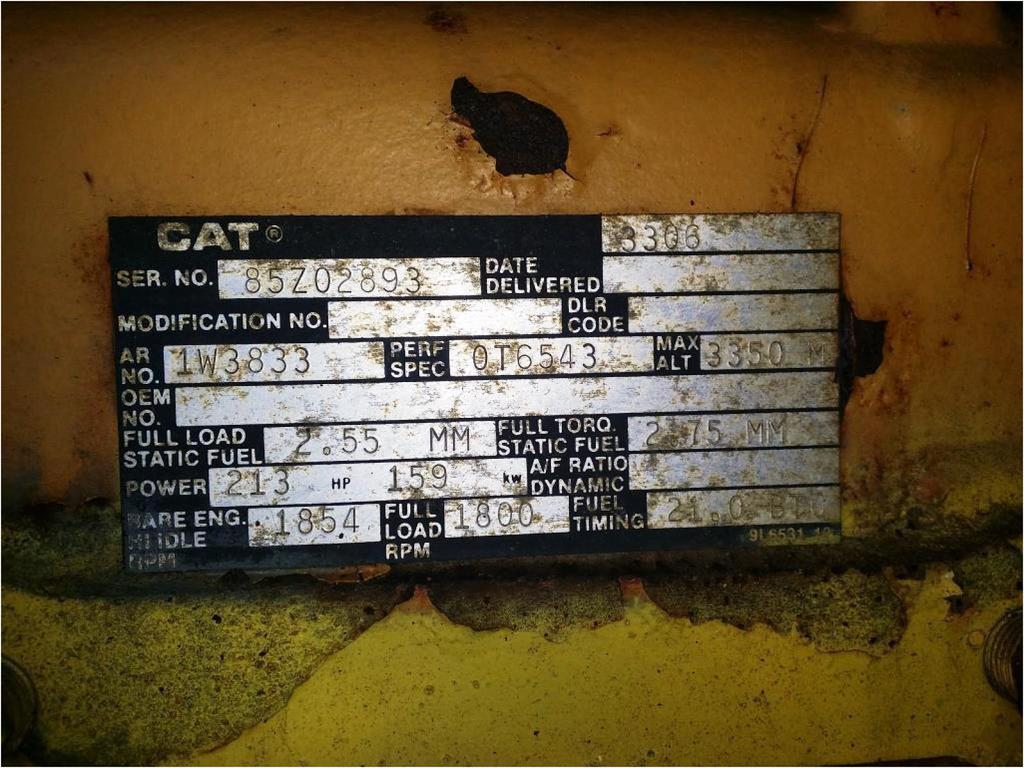 CAT® 3306
SER. NO. 85Z02893 DATE DELIVERED
MODIFICATION NO. DLR CODE
AR NO. 1W3833 PERF SPEC 0T6543 MAX ALT 3350 M
OEM NO.
FULL LOAD STATIC FUEL 2.55 MM FULL TORQ. STATIC FUEL 2.75 MM
POWER 213 HP 159 kw A/F RATIO DYNAMIC
BARE ENG. HI IDLE RPM 1854 FULL LOAD RPM 1800 FUEL TIMING 21.0 BTC